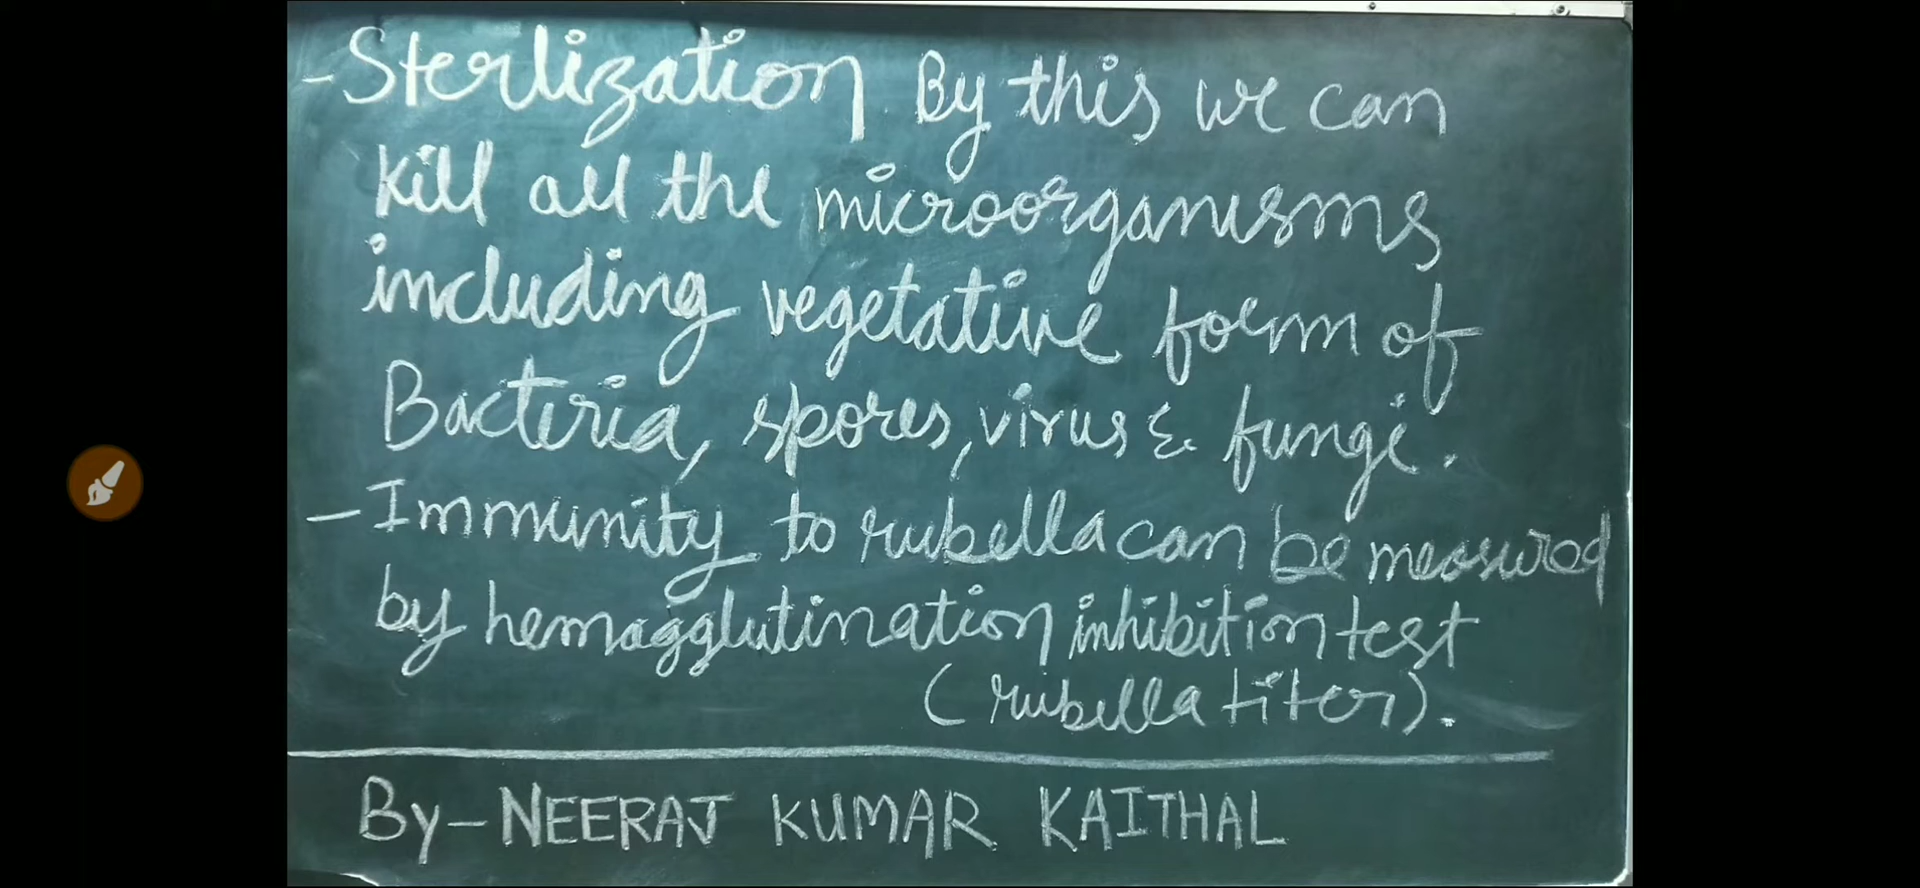 - Sterlization By this we can
kill all the microorganisms
including vegetative form of
Bacteria, spores, virus & fungi.
- Immunity to rubella can be measured
by hemagglutination inhibition test
(rubella titer).
By - NEERAJ KUMAR KAITHAL